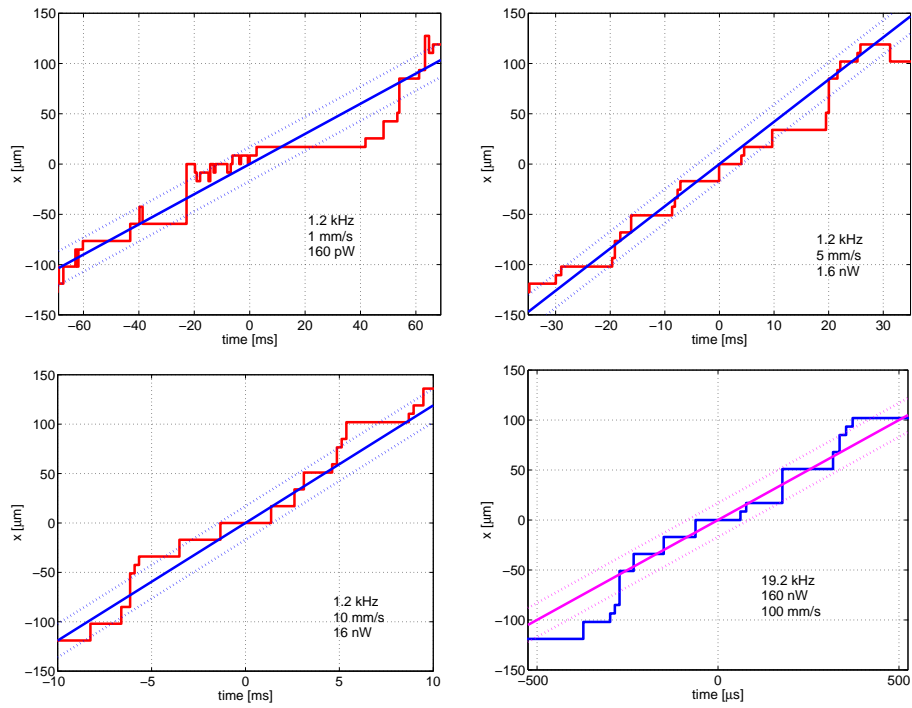 150
100
50
0
−50
−100
−150
x [µm]
−60 −40 −20 0 20 40 60
time [ms]
1.2 kHz
1 mm/s
160 pW
150
100
50
0
−50
−100
−150
x [µm]
−30 −20 −10 0 10 20 30
time [ms]
1.2 kHz
5 mm/s
1.6 nW
150
100
50
0
−50
−100
−150
x [µm]
−10 −5 0 5 10
time [ms]
1.2 kHz
10 mm/s
16 nW
150
100
50
0
−50
−100
−150
x [µm]
−500 0 500
time [µs]
19.2 kHz
160 nW
100 mm/s